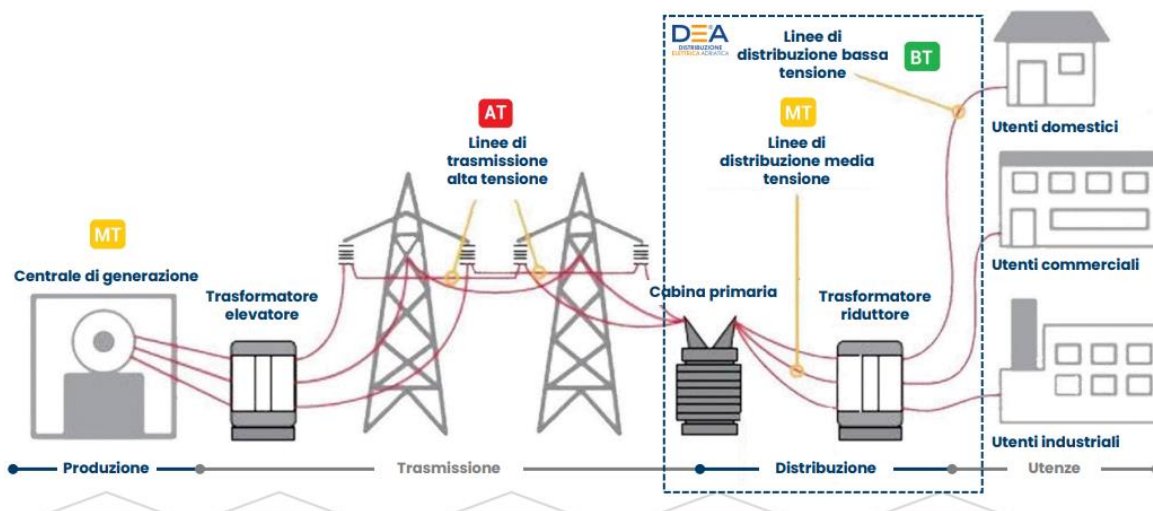 DEA
DISTRIBUZIONE
ELETTRICA ADRIATICA
Linee di
distribuzione bassa
tensione
BT
Utenti domestici
AT
Linee di
trasmissione
alta tensione
MT
Linee di
distribuzione media
tensione
MT
Centrale di generazione
Trasformatore
elevatore
Cabina primaria
Trasformatore
riduttore
Utenti commerciali
Utenti industriali
Produzione
Trasmissione
Distribuzione
Utenze